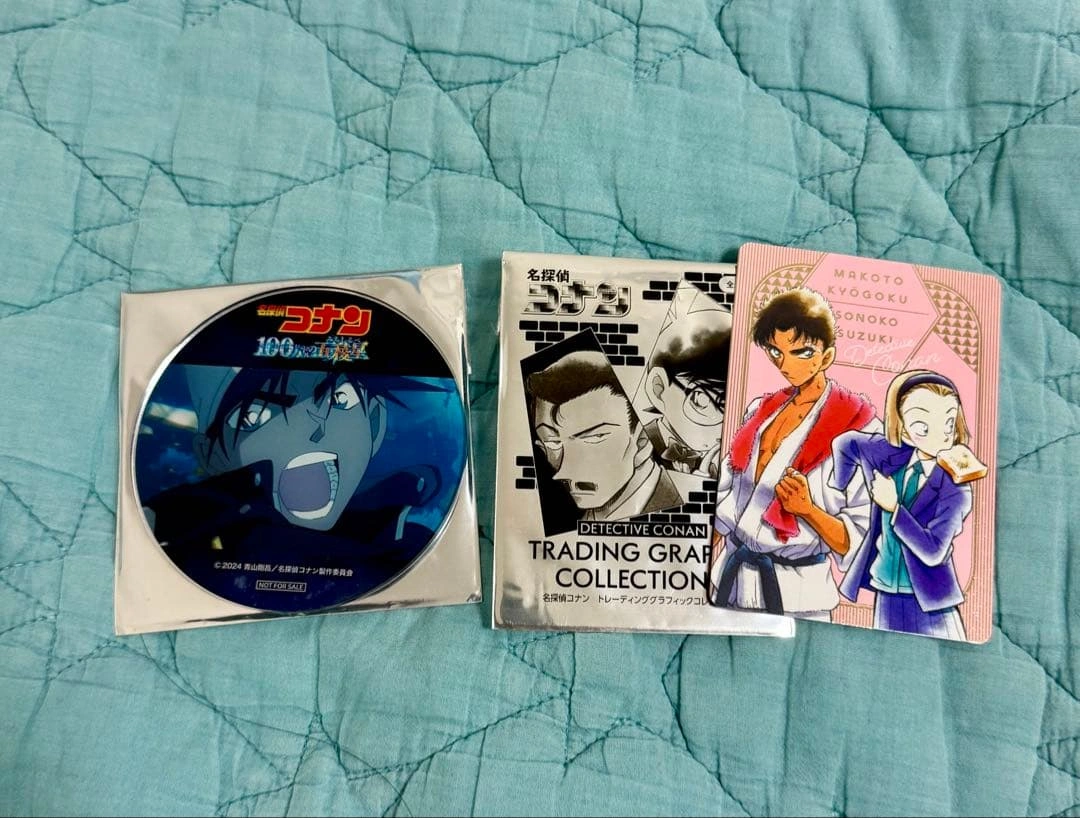 名探偵
コナン
100万ドルの五稜星
©2024 青山剛昌/名探偵コナン製作委員会
NOT FOR SALE
名探偵
コナン
全
DETECTIVE CONAN
TRADING GRAP
COLLECTION
名探偵コナン トレーディンググラフィックコレ
MAKOTO
KYŌGOKU
SONOKO
SUZUKI
Detective
Conan